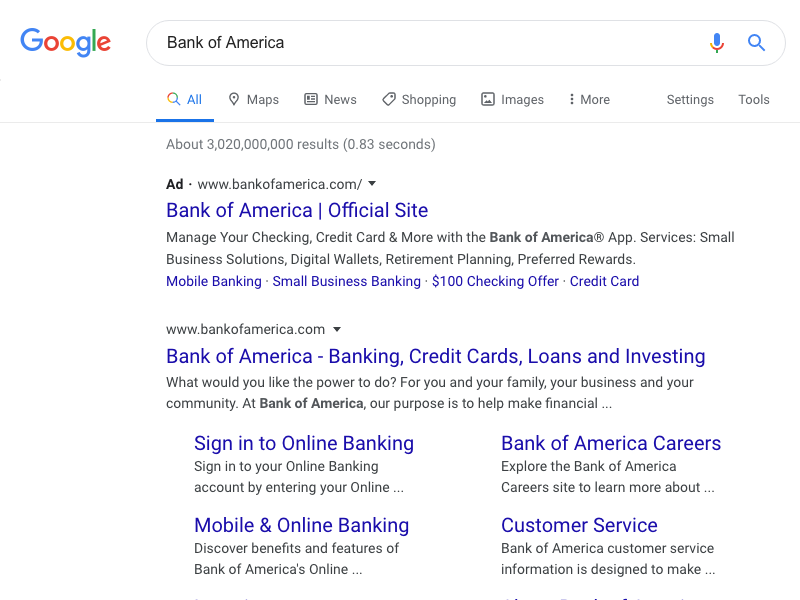 Google
Bank of America
All Maps News Shopping Images More Settings Tools
About 3,020,000,000 results (0.83 seconds)
Ad · www.bankofamerica.com/
Bank of America | Official Site
Manage Your Checking, Credit Card & More with the Bank of America® App. Services: Small
Business Solutions, Digital Wallets, Retirement Planning, Preferred Rewards.
Mobile Banking · Small Business Banking · $100 Checking Offer · Credit Card
www.bankofamerica.com
Bank of America - Banking, Credit Cards, Loans and Investing
What would you like the power to do? For you and your family, your business and your
community. At Bank of America, our purpose is to help make financial ...
Sign in to Online Banking
Sign in to your Online Banking
account by entering your Online ...
Bank of America Careers
Explore the Bank of America
Careers site to learn more about ...
Mobile & Online Banking
Discover benefits and features of
Bank of America's Online ...
Customer Service
Bank of America customer service
information is designed to make ...